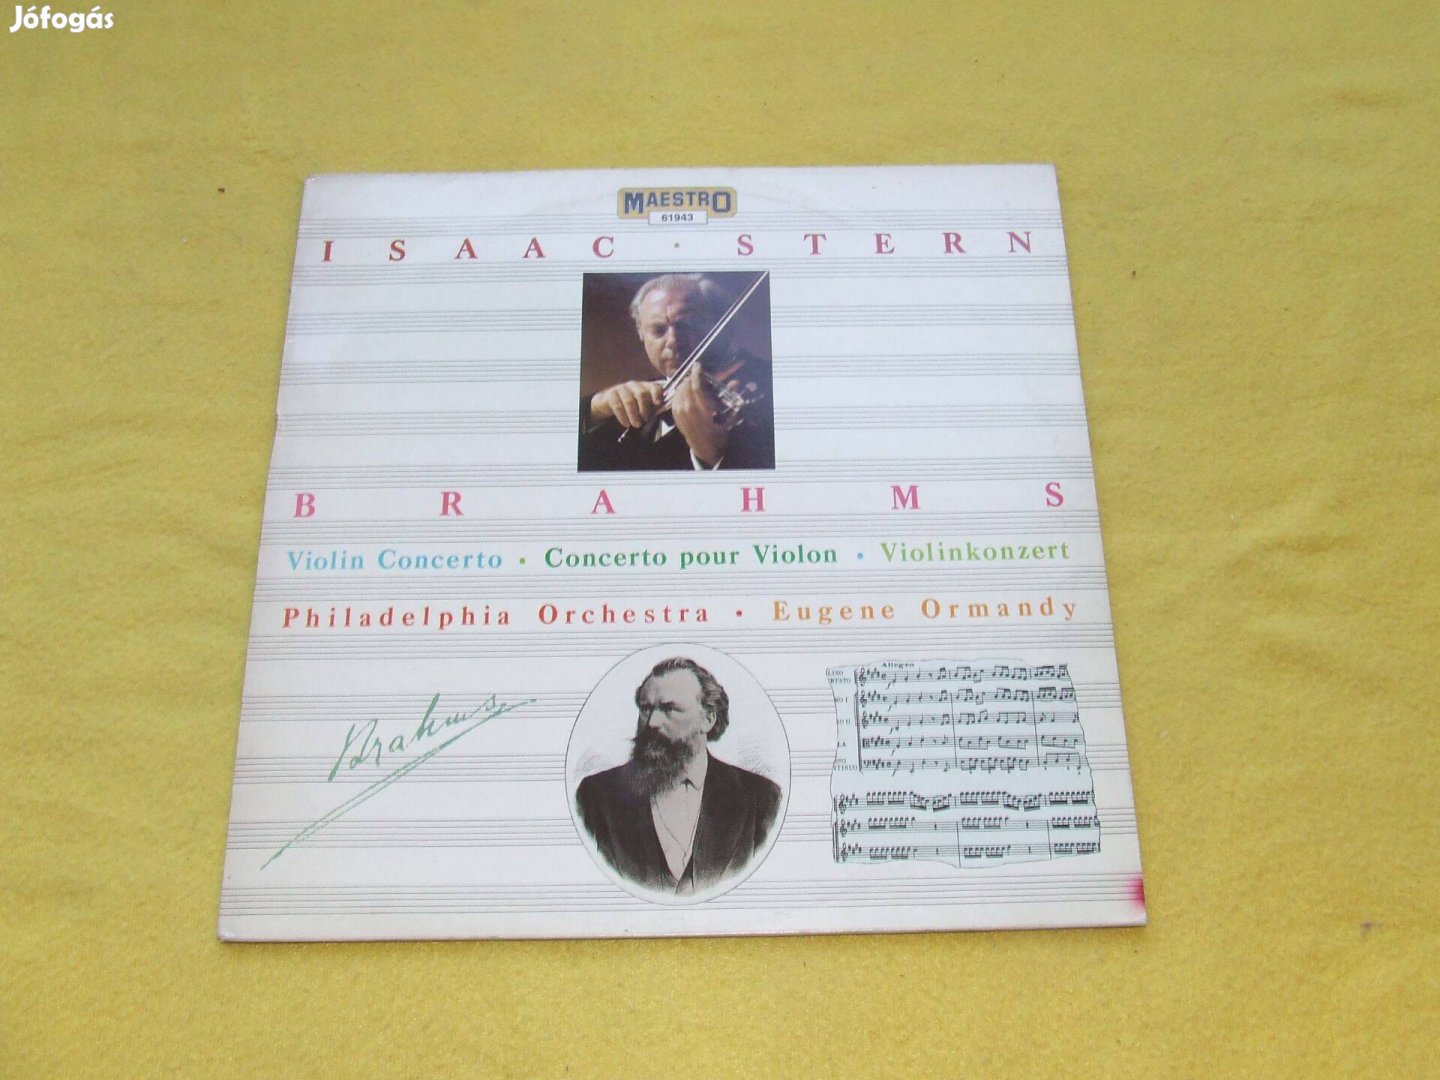 Jófogás
MAESTRO
61943
ISAAC · STERN
BRAHMS
Violin Concerto · Concerto pour Violon · Violinkonzert
Philadelphia Orchestra · Eugene Ormandy
Brahms
Allegro